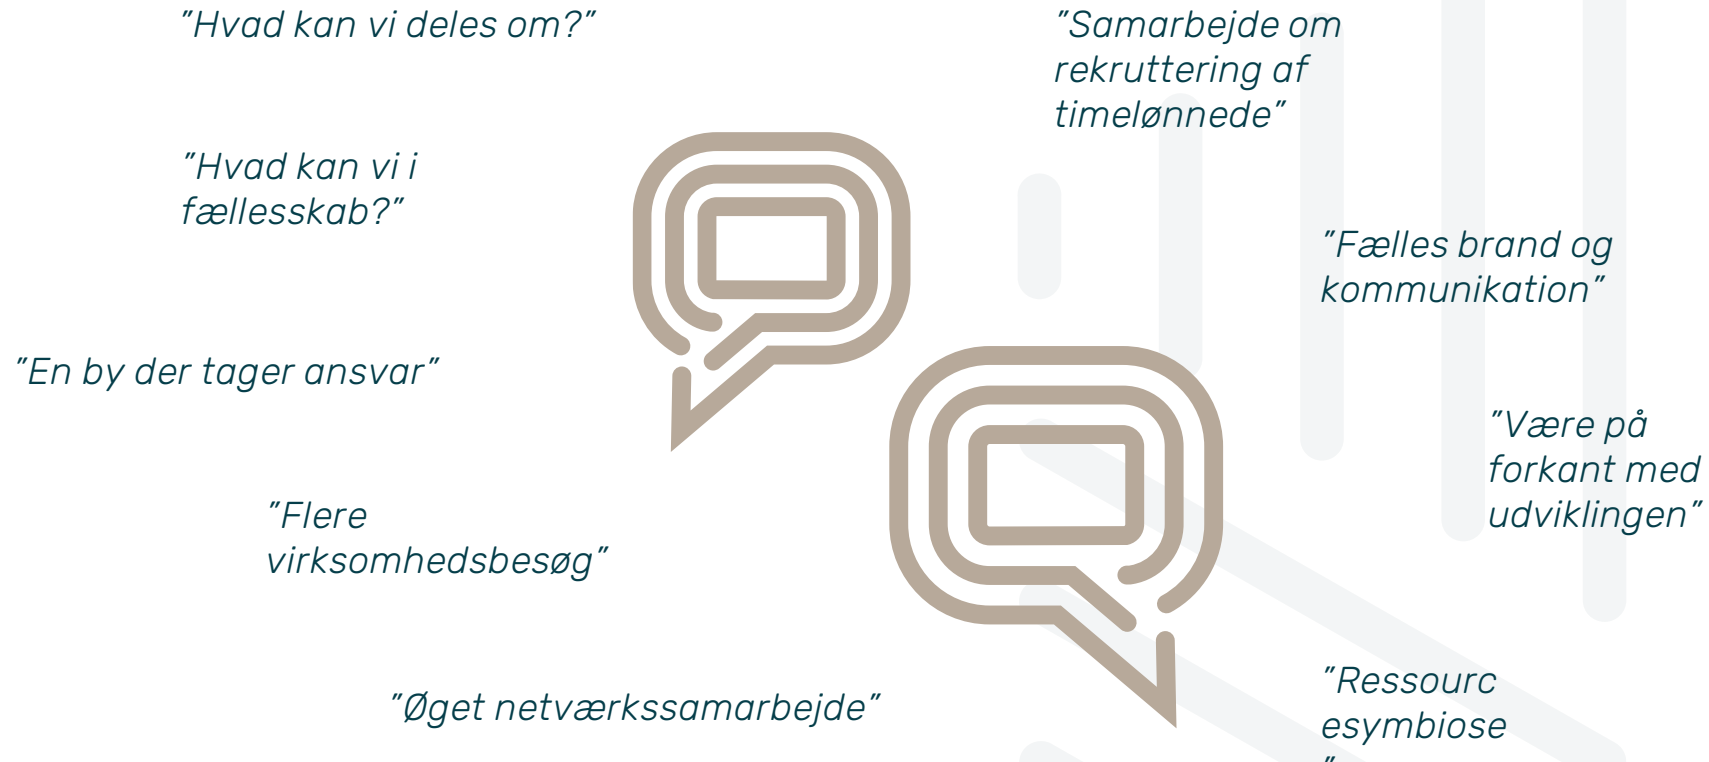 "Hvad kan vi deles om?"
"Samarbejde om
rekruttering af
timelønnede"
"Hvad kan vi i
fællesskab?"
"Fælles brand og
kommunikation"
"En by der tager ansvar"
"Være på
forkant med
udviklingen"
"Flere
virksomhedsbesøg"
"Øget netværkssamarbejde"
"Ressourc
esymbiose
"